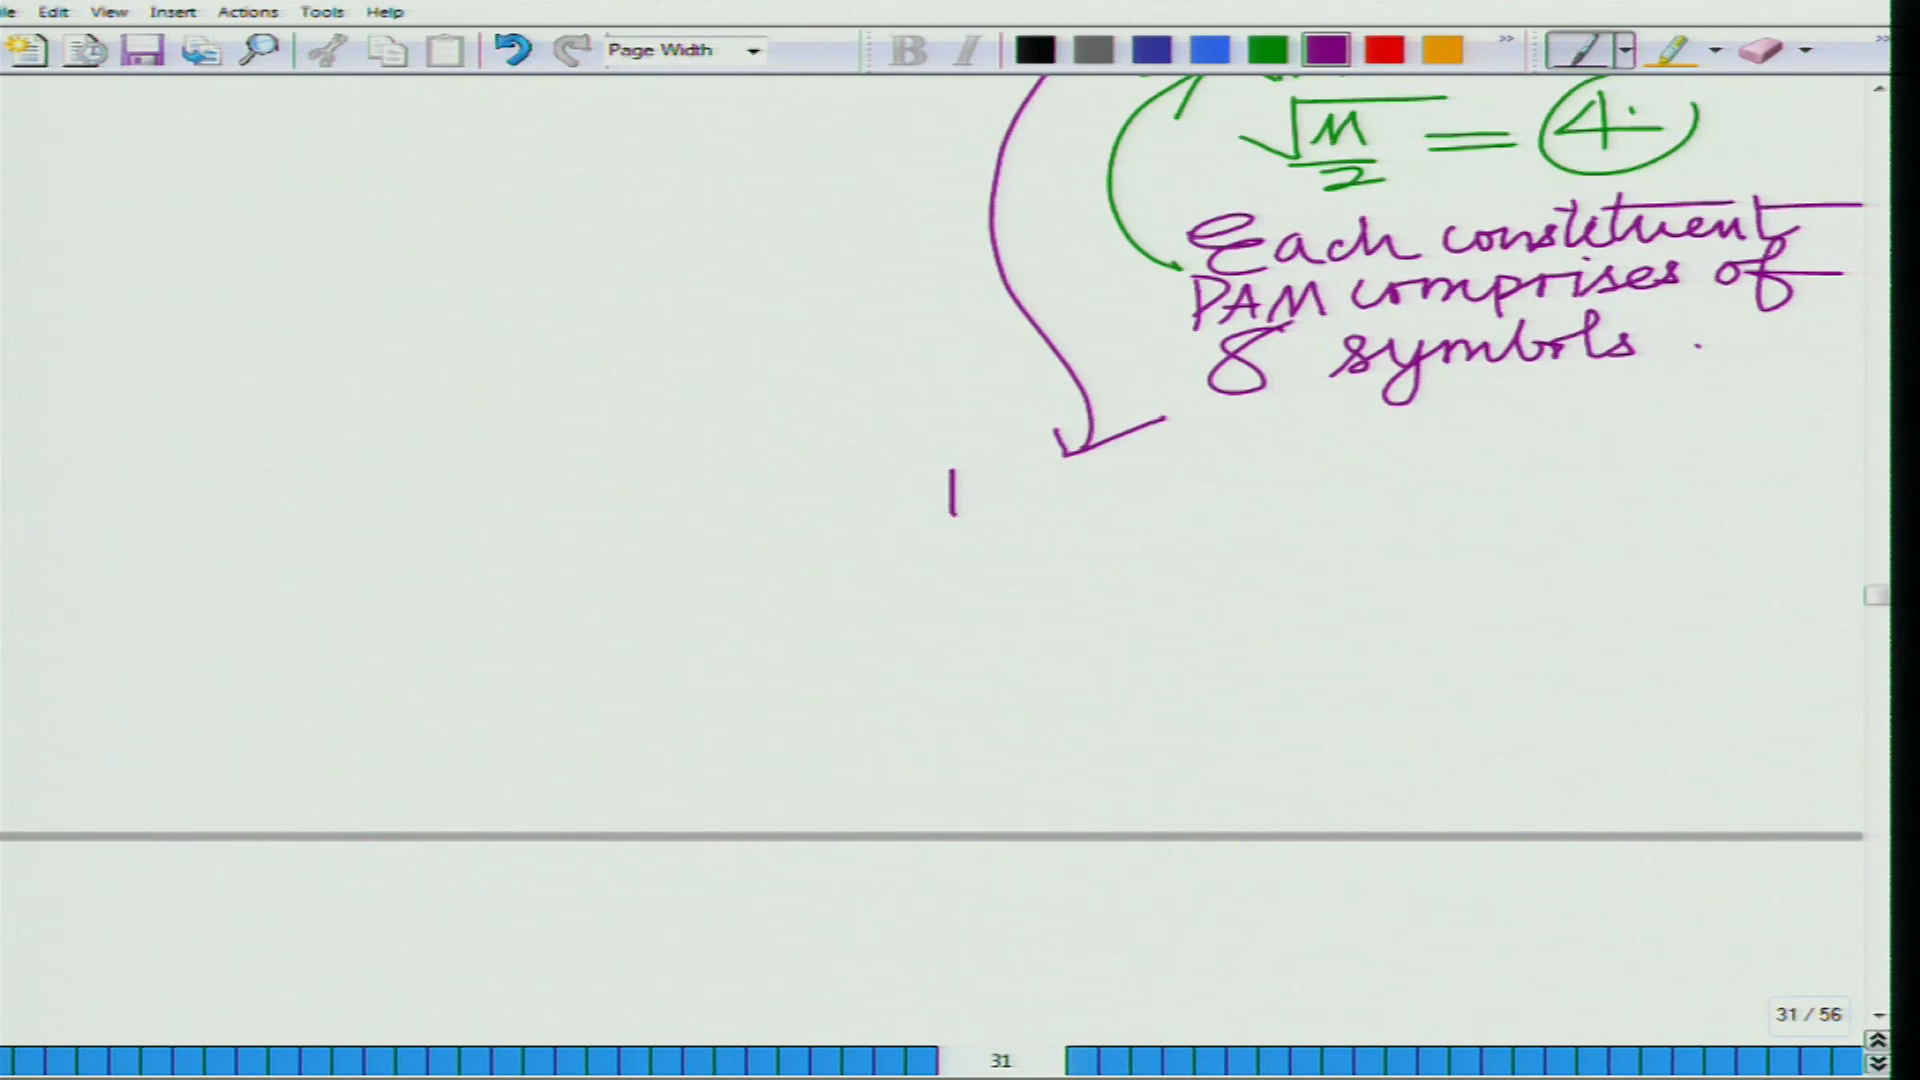 Edit View Insert Actions Tools Help
Page Width
B I
√M/2 = 4
Each constituent
PAM comprises of
8 symbols .
|
31 / 56
31